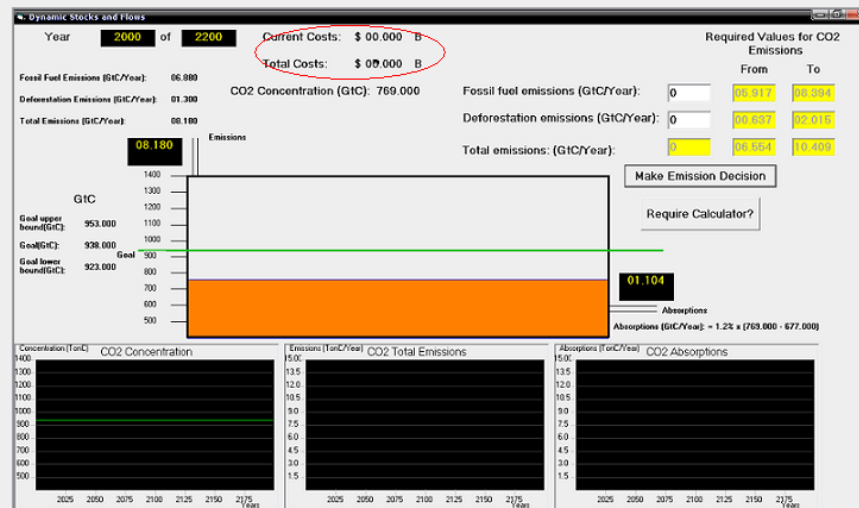 Dynamic Stocks and Flows
Year 2000 of 2200
Current Costs: $ 00.000 B
Total Costs: $ 00.000 B
CO2 Concentration (GtC): 769.000
Fossil Fuel Emissions (GtC/Year): 06.880
Deforestation Emissions (GtC/Year): 01.300
Total Emissions (GtC/Year): 08.180
Required Values for CO2
Emissions
From To
Fossil fuel emissions (GtC/Year): 0 05.917 08.394
Deforestation emissions (GtC/Year): 0 00.637 02.015
Total emissions: (GtC/Year): 0 06.554 10.409
Make Emission Decision
Require Calculator?
08.180
Emissions
1400
1300
1200
1100
1000
900
800
700
600
500
GtC
Goal upper
bound(GtC): 953.000
Goal(GtC): 938.000
Goal lower
bound(GtC): 923.000
Goal
01.104
Absorptions
Absorptions (GtC/Year): = 1.2% x (769.000 - 677.000)
Concentration (TonC)
CO2 Concentration
1400
1300
1200
1100
1000
900
800
700
600
500
2025 2050 2075 2100 2125 2150 2175
Years
Emissions (TonC/Year)
CO2 Total Emissions
15.0
13.5
12.0
10.5
9.0
7.5
6.0
4.5
3.0
1.5
2025 2050 2075 2100 2125 2150 2175
Years
Absorptions (TonC/Year)
CO2 Absorptions
15.0
13.5
12.0
10.5
9.0
7.5
6.0
4.5
3.0
1.5
2025 2050 2075 2100 2125 2150 2175
Years